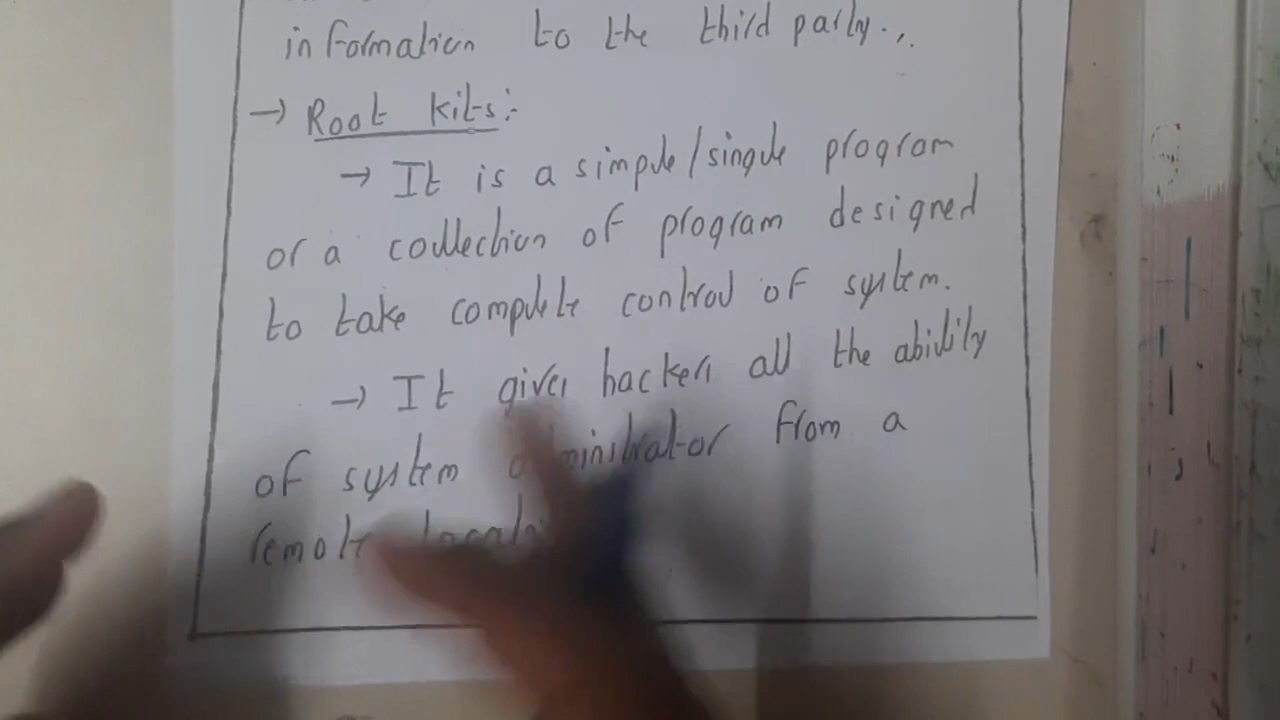 information to the third party...
→ Root kits:-
→ It is a simple/single program
or a collection of program designed
to take complete control of system.
→ It gives hackers all the ability
of system administrator from a
remote